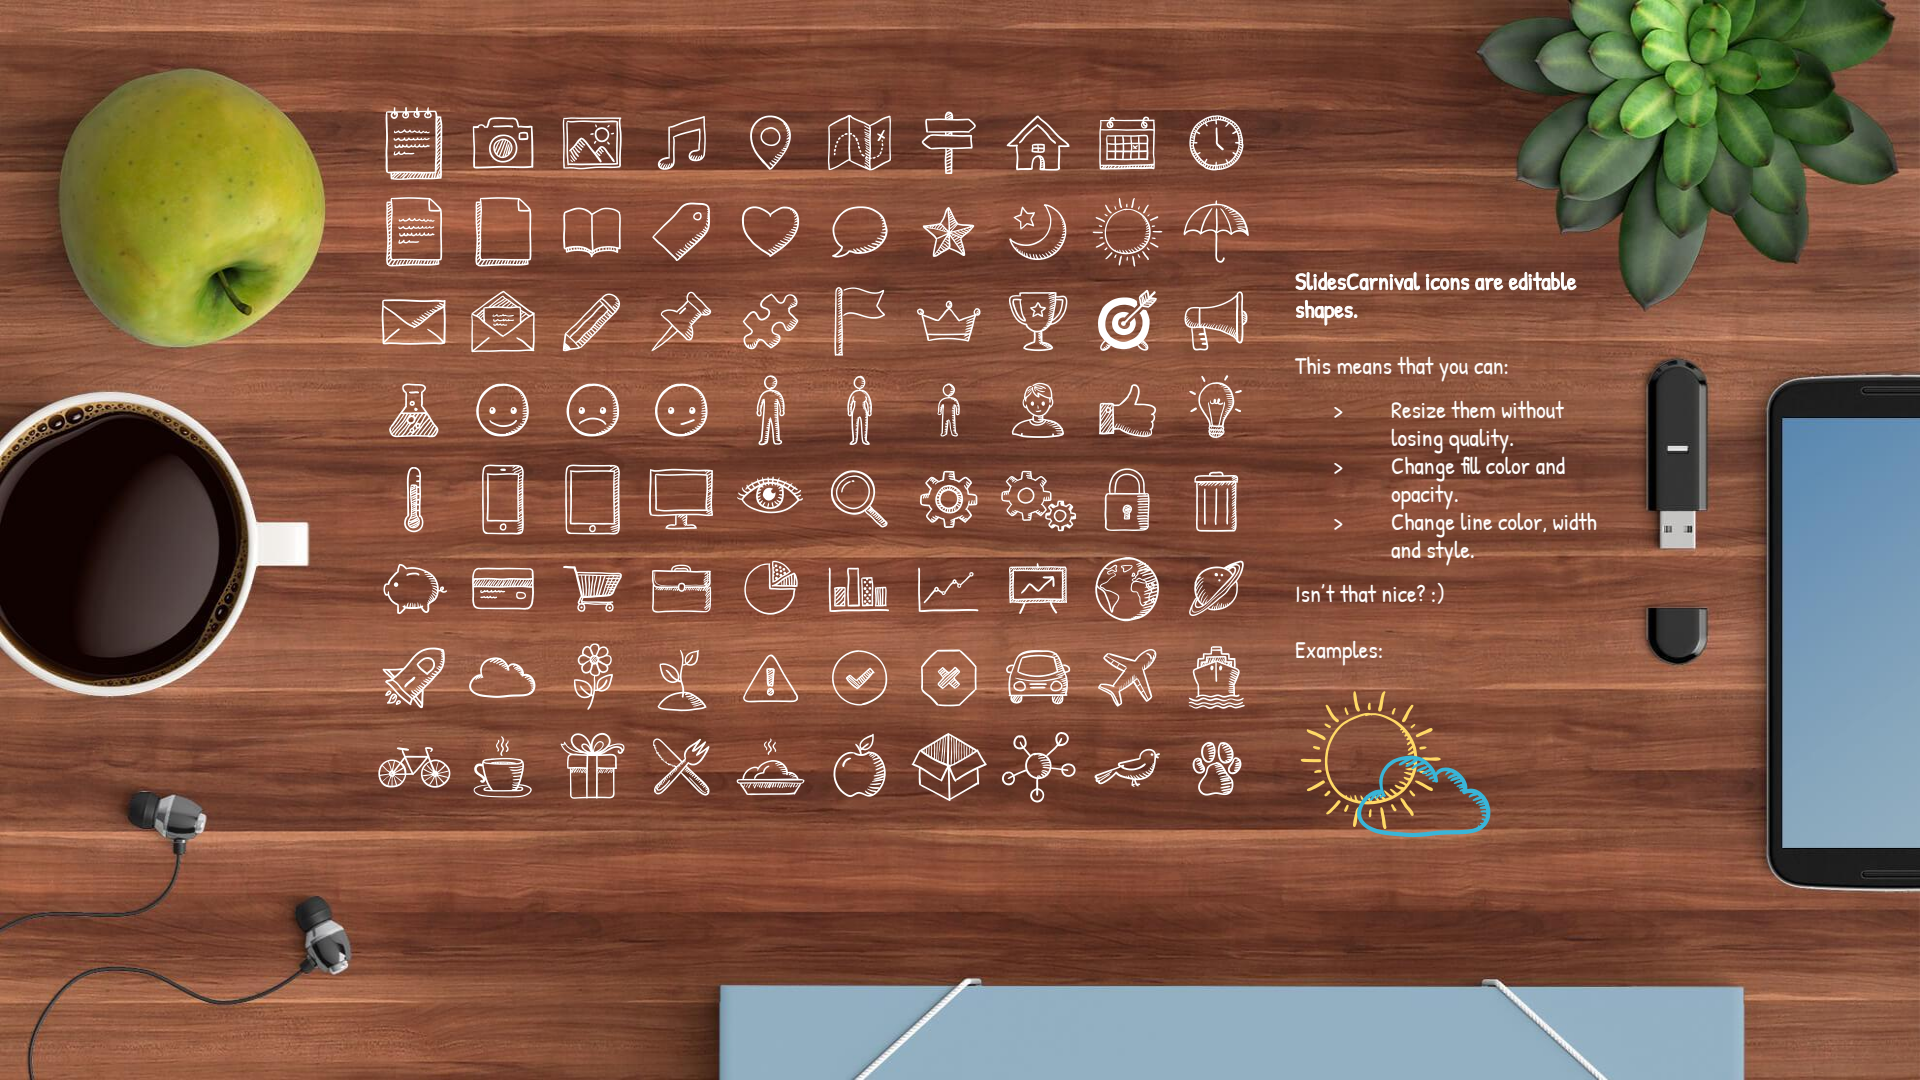 SlidesCarnival icons are editable
shapes.
This means that you can:
> Resize them without
losing quality.
> Change fill color and
opacity.
> Change line color, width
and style.
Isn't that nice? :)
Examples: